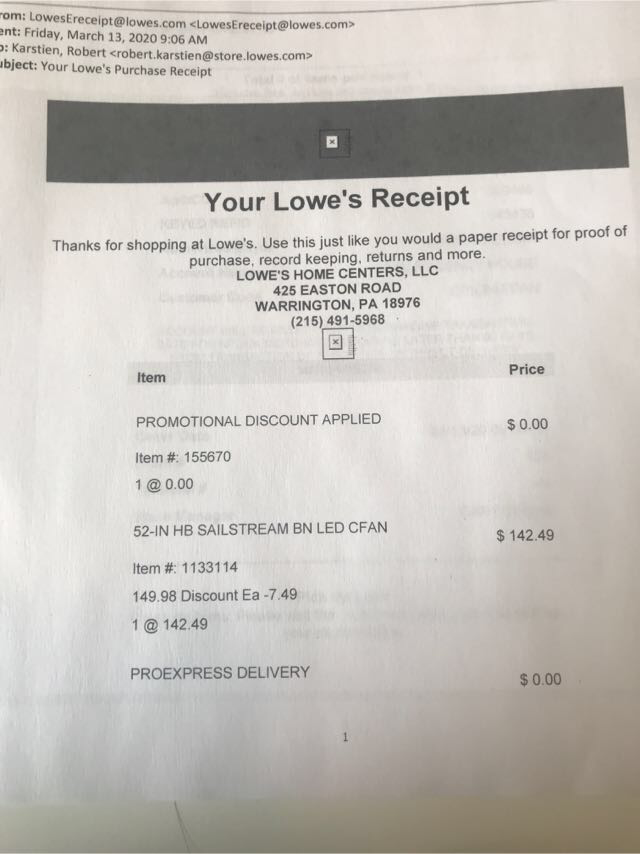 rom: LowesEreceipt@lowes.com <LowesEreceipt@lowes.com>
ent: Friday, March 13, 2020 9:06 AM
o: Karstien, Robert <robert.karstien@store.lowes.com>
ubject: Your Lowe's Purchase Receipt
Your Lowe's Receipt
Thanks for shopping at Lowe's. Use this just like you would a paper receipt for proof of
purchase, record keeping, returns and more.
LOWE'S HOME CENTERS, LLC
425 EASTON ROAD
WARRINGTON, PA 18976
(215) 491-5968
Item Price
PROMOTIONAL DISCOUNT APPLIED $ 0.00
Item #: 155670
1 @ 0.00
52-IN HB SAILSTREAM BN LED CFAN $ 142.49
Item #: 1133114
149.98 Discount Ea -7.49
1 @ 142.49
PROEXPRESS DELIVERY $ 0.00
1